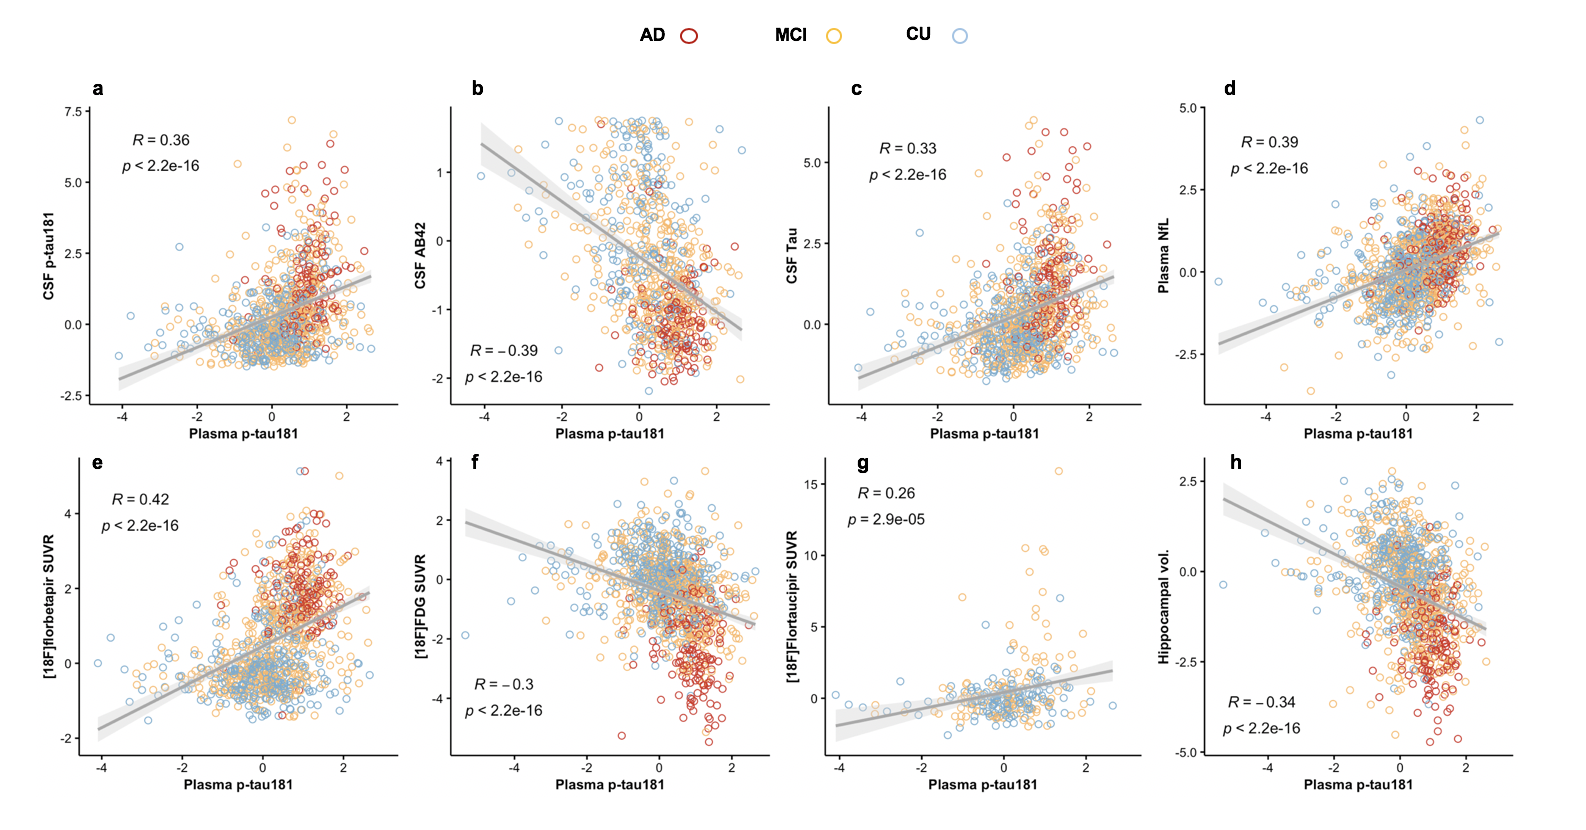 AD MCI CU
a
7.5
5.0
2.5
0.0
-2.5
CSF p-tau181
R = 0.36
p < 2.2e-16
-4 -2 0 2
Plasma p-tau181
b
1
0
-1
-2
CSF AB42
R = −0.39
p < 2.2e-16
-4 -2 0 2
Plasma p-tau181
c
5.0
2.5
0.0
CSF Tau
R = 0.33
p < 2.2e-16
-4 -2 0 2
Plasma p-tau181
d
5.0
2.5
0.0
-2.5
Plasma NfL
R = 0.39
p < 2.2e-16
-4 -2 0 2
Plasma p-tau181
e
4
2
0
-2
[18F]florbetapir SUVR
R = 0.42
p < 2.2e-16
-4 -2 0 2
Plasma p-tau181
f
4
2
0
-2
-4
[18F]FDG SUVR
R = −0.3
p < 2.2e-16
-4 -2 0 2
Plasma p-tau181
g
15
10
5
0
[18F]Flortaucipir SUVR
R = 0.26
p = 2.9e-05
-4 -2 0 2
Plasma p-tau181
h
2.5
0.0
-2.5
-5.0
Hippocampal vol.
R = −0.34
p < 2.2e-16
-4 -2 0 2
Plasma p-tau181